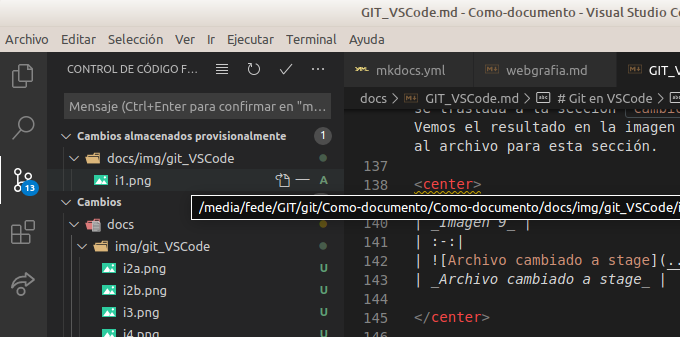 GIT_VSCode.md - Como-documento - Visual Studio Co
Archivo Editar Selección Ver Ir Ejecutar Terminal Ayuda
CONTROL DE CÓDIGO F...
mkdocs.yml
webgrafia.md
GIT_VS
docs > GIT_VSCode.md > # Git en VSCode >
Mensaje (Ctrl+Enter para confirmar en "m...
Cambios almacenados provisionalmente 1
docs/img/git_VSCode
i1.png A
13
Cambios
/media/fede/GIT/git/Como-documento/Como-documento/docs/img/git_VSCode/i
docs
img/git_VSCode
i2a.png U
i2b.png U
i3.png U
i4.png U
se traslada a la sección cambio
Vemos el resultado en la imagen
al archivo para esta sección.
137
138 <center>
140 | _Imagen 9_ |
141 | :-:|
142 | ![Archivo cambiado a stage](..
143 | _Archivo cambiado a stage_ |
144
145 </center>
146